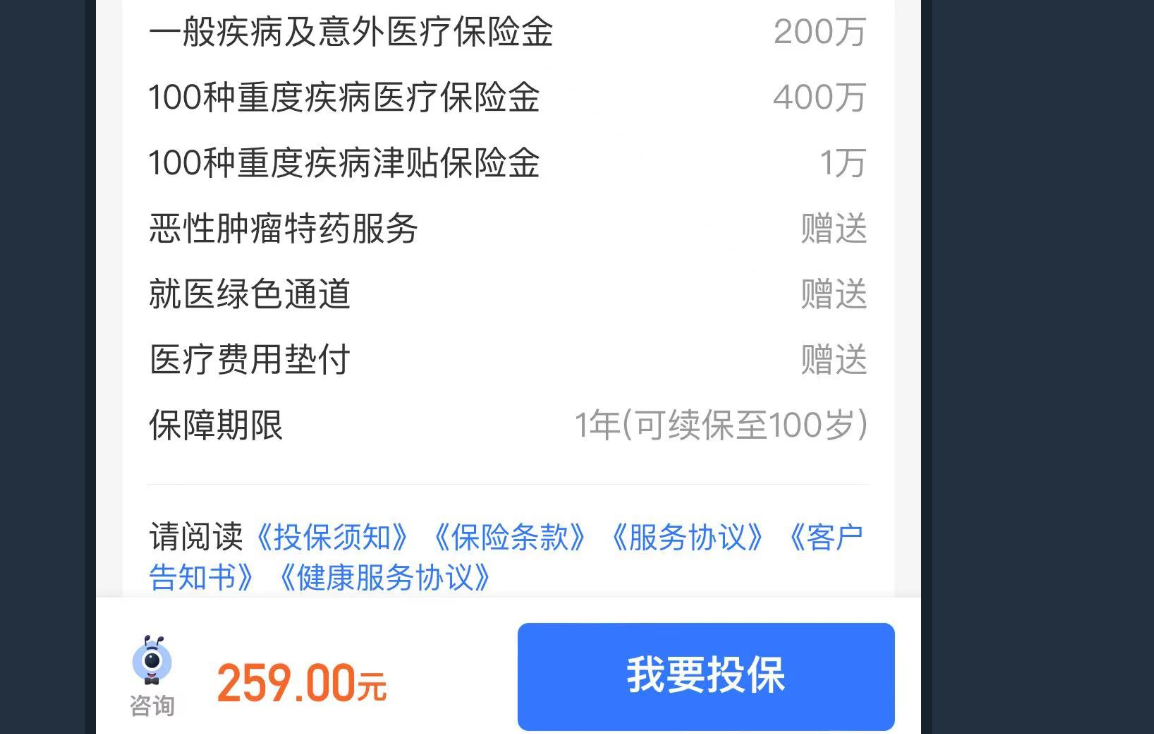 一般疾病及意外医疗保险金 200万
100种重度疾病医疗保险金 400万
100种重度疾病津贴保险金 1万
恶性肿瘤特药服务 赠送
就医绿色通道 赠送
医疗费用垫付 赠送
保障期限 1年(可续保至100岁)
请阅读《投保须知》《保险条款》《服务协议》《客户
告知书》《健康服务协议》
咨询
259.00元
我要投保